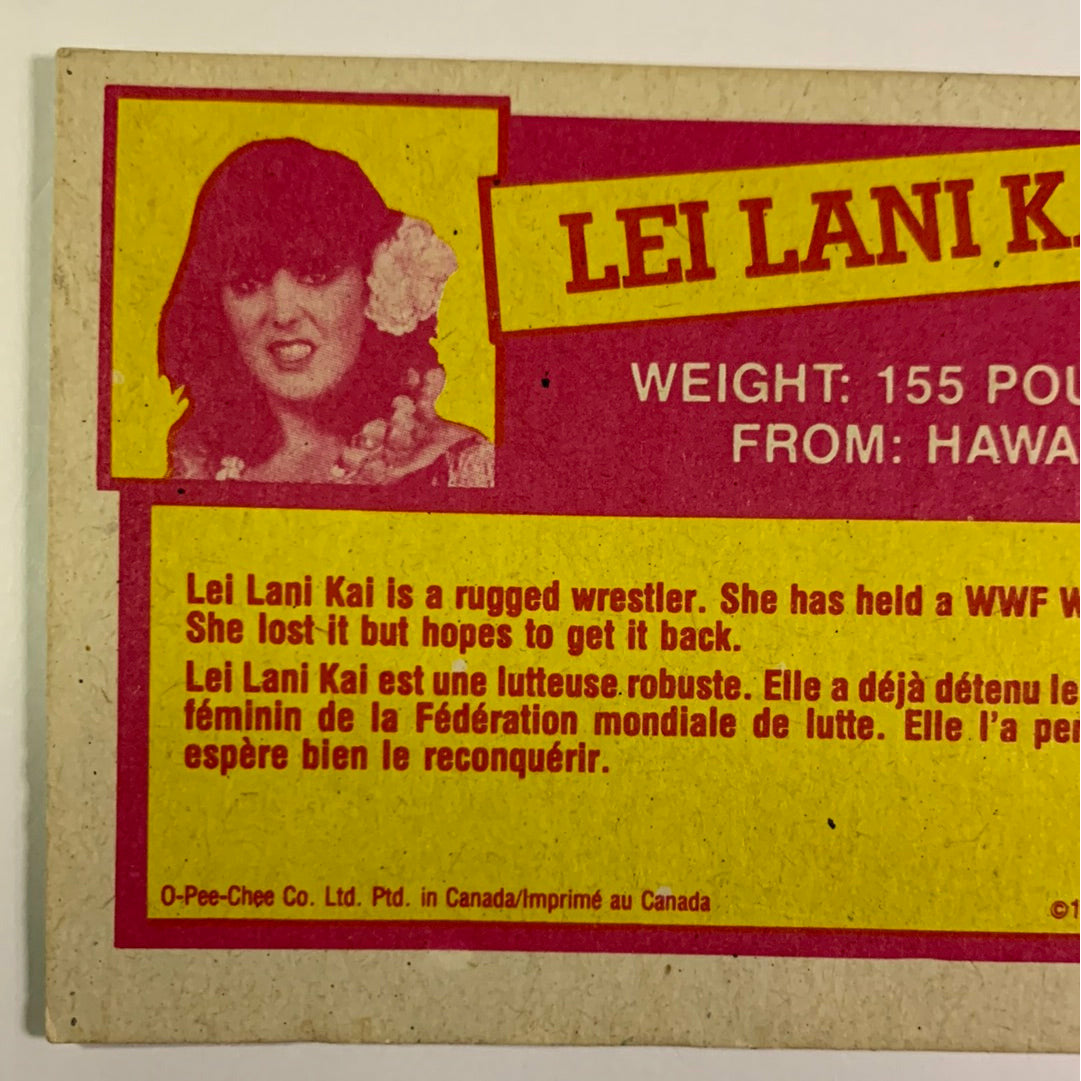 LEI LANI KA
WEIGHT: 155 POU
FROM: HAWA
Lei Lani Kai is a rugged wrestler. She has held a WWF W
She lost it but hopes to get it back.
Lei Lani Kai est une lutteuse robuste. Elle a déjà détenu le
féminin de la Fédération mondiale de lutte. Elle l'a per
espère bien le reconquérir.
O-Pee-Chee Co. Ltd. Ptd. in Canada/Imprimé au Canada
©1